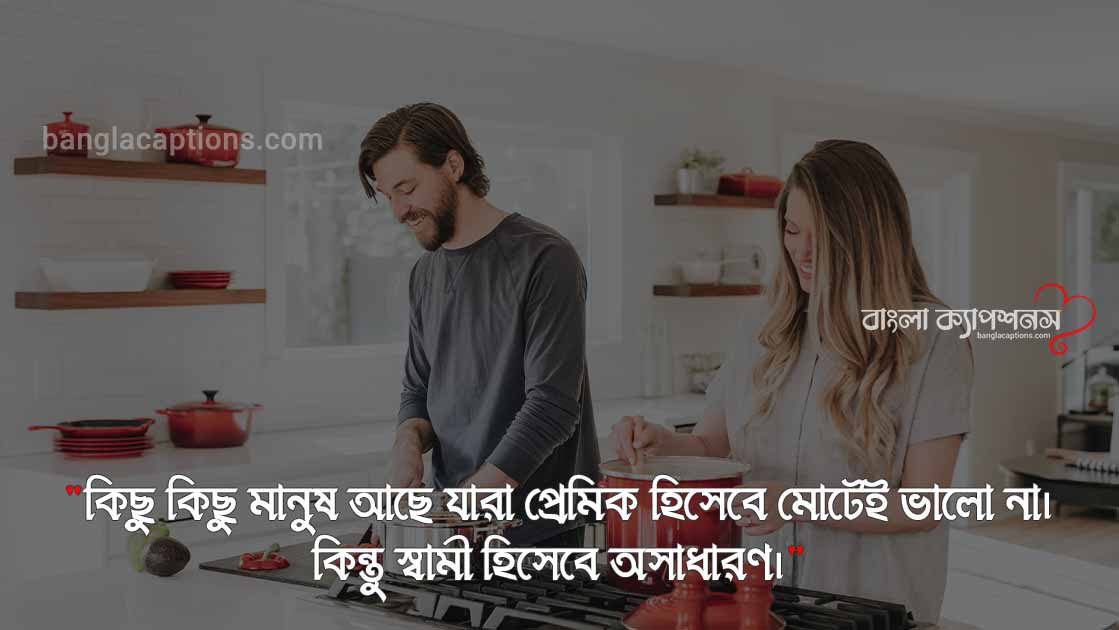 banglacaptions.com
বাংলা ক্যাপশনস
banglacaptions.com
"কিছু কিছু মানুষ আছে যারা প্রেমিক হিসেবে মোটেই ভালো না।
কিন্তু স্বামী হিসেবে অসাধারণ।"